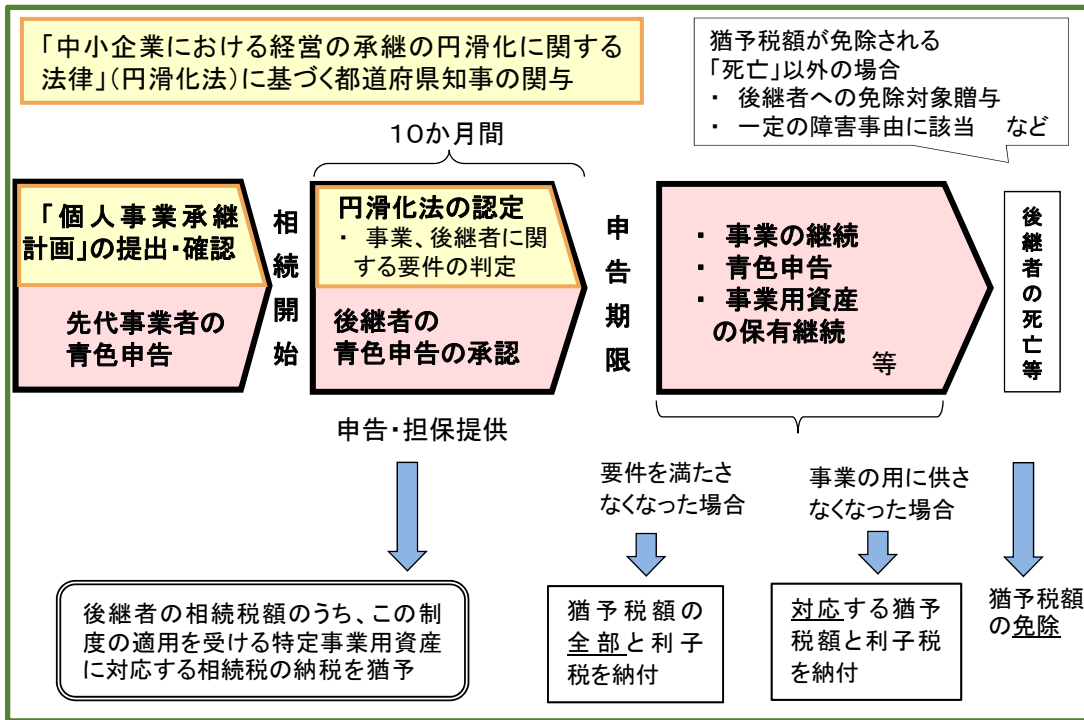 「中小企業における経営の承継の円滑化に関する
法律」(円滑化法)に基づく都道府県知事の関与
猶予税額が免除される
「死亡」以外の場合
・ 後継者への免除対象贈与
・ 一定の障害事由に該当 など
10か月間
「個人事業承継
計画」の提出・確認
先代事業者の
青色申告
相続開始
円滑化法の認定
・ 事業、後継者に関
する要件の判定
後継者の
青色申告の承認
申告期限
・ 事業の継続
・ 青色申告
・ 事業用資産
の保有継続
等
後継者の死亡等
申告・担保提供
要件を満たさ
なくなった場合
事業の用に供さ
なくなった場合
後継者の相続税額のうち、この制
度の適用を受ける特定事業用資産
に対応する相続税の納税を猶予
猶予税額の
全部と利子
税を納付
対応する猶予
税額と利子税
を納付
猶予税額
の免除